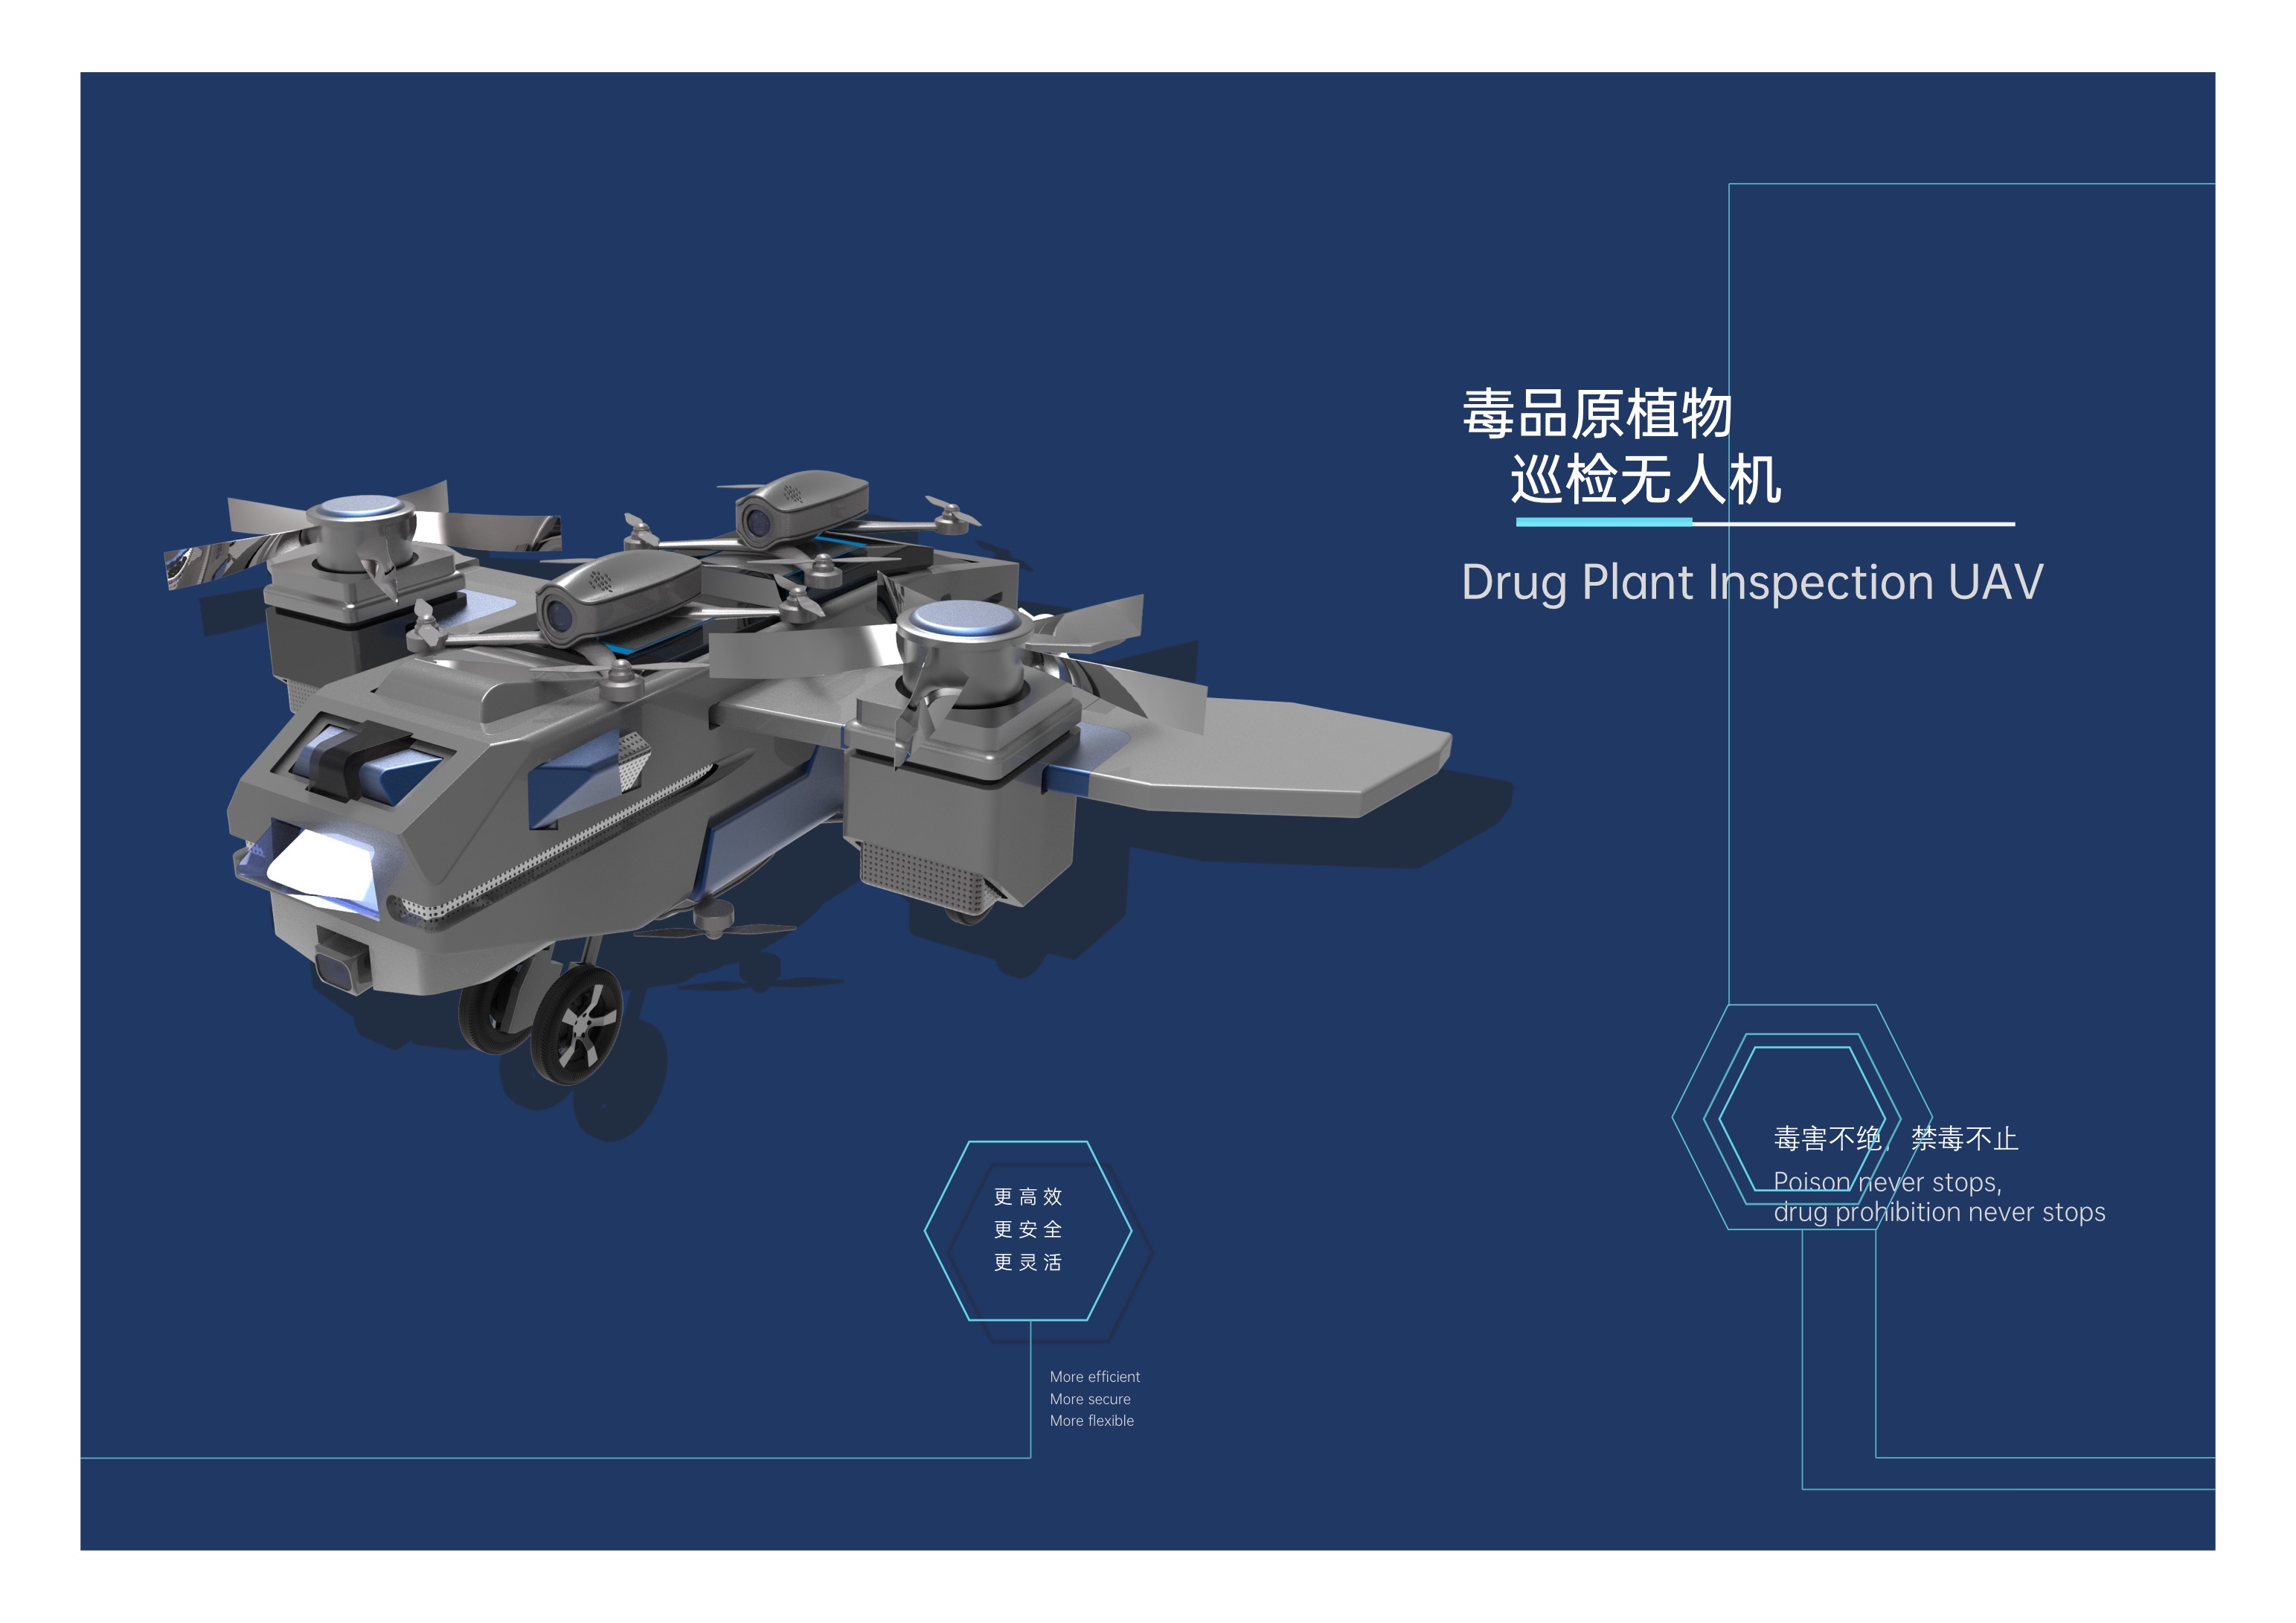 毒品原植物
巡检无人机
Drug Plant Inspection UAV
毒害不绝，禁毒不止
Poison never stops,
drug prohibition never stops
更高效
更安全
更灵活
More efficient
More secure
More flexible